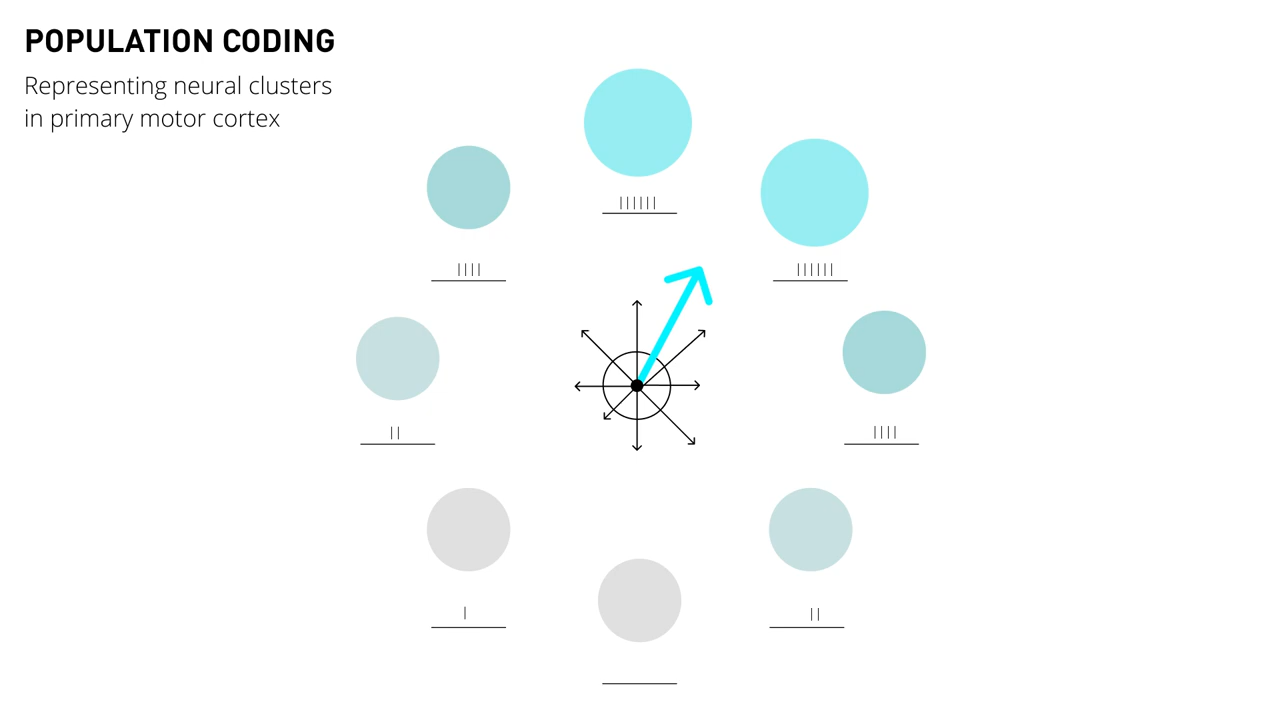 POPULATION CODING
Representing neural clusters
in primary motor cortex